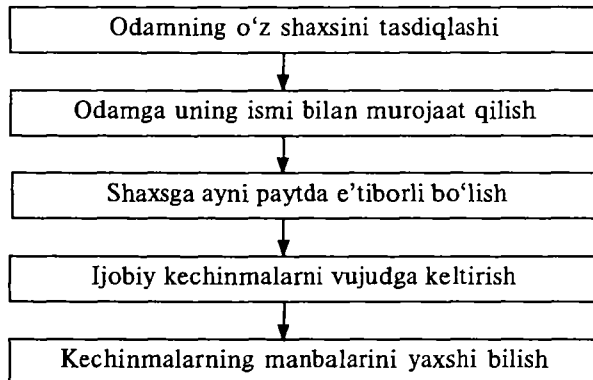 Odamning o‘z shaxsini tasdiqlashi
Odamga uning ismi bilan murojaat qilish
Shaxsga ayni paytda e’tiborli bo‘lish
Ijobiy kechinmalarni vujudga keltirish
Kechinmalarning manbalarini yaxshi bilish